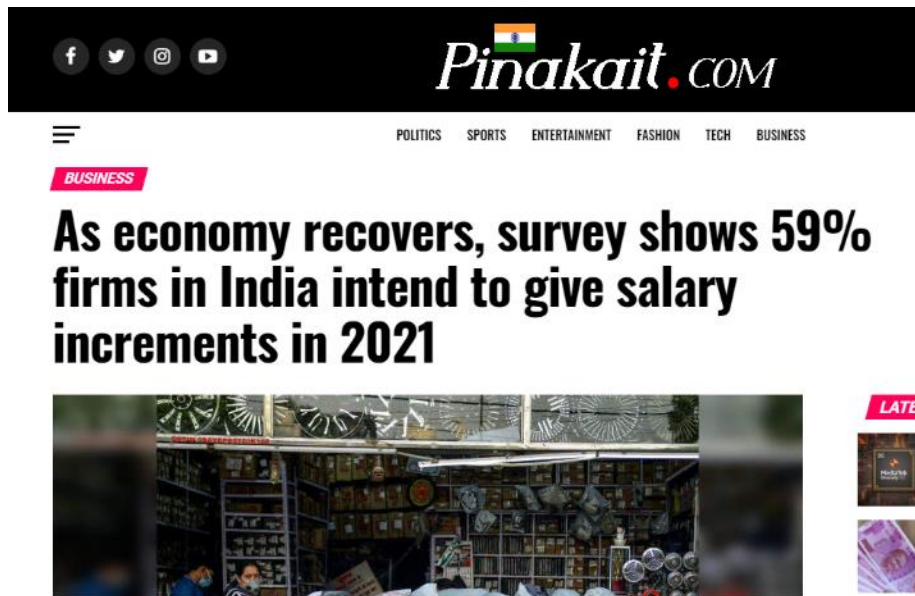 Pinakait.COM
POLITICS SPORTS ENTERTAINMENT FASHION TECH BUSINESS
BUSINESS
As economy recovers, survey shows 59%
firms in India intend to give salary
increments in 2021